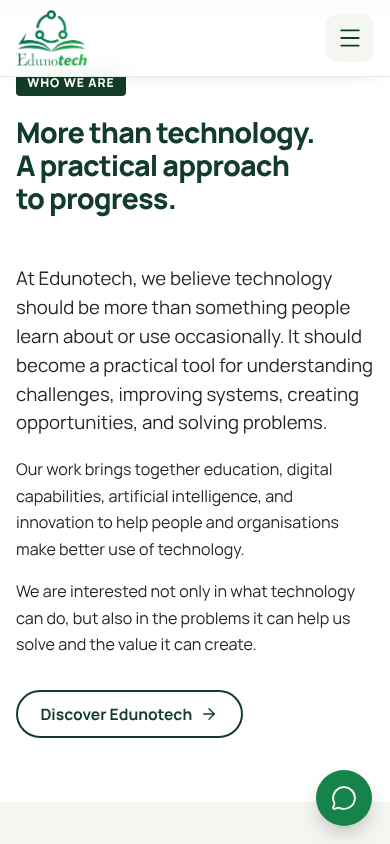 Edunotech
WHO WE ARE
More than technology.
A practical approach
to progress.
At Edunotech, we believe technology
should be more than something people
learn about or use occasionally. It should
become a practical tool for understanding
challenges, improving systems, creating
opportunities, and solving problems.
Our work brings together education, digital
capabilities, artificial intelligence, and
innovation to help people and organisations
make better use of technology.
We are interested not only in what technology
can do, but also in the problems it can help us
solve and the value it can create.
Discover Edunotech →